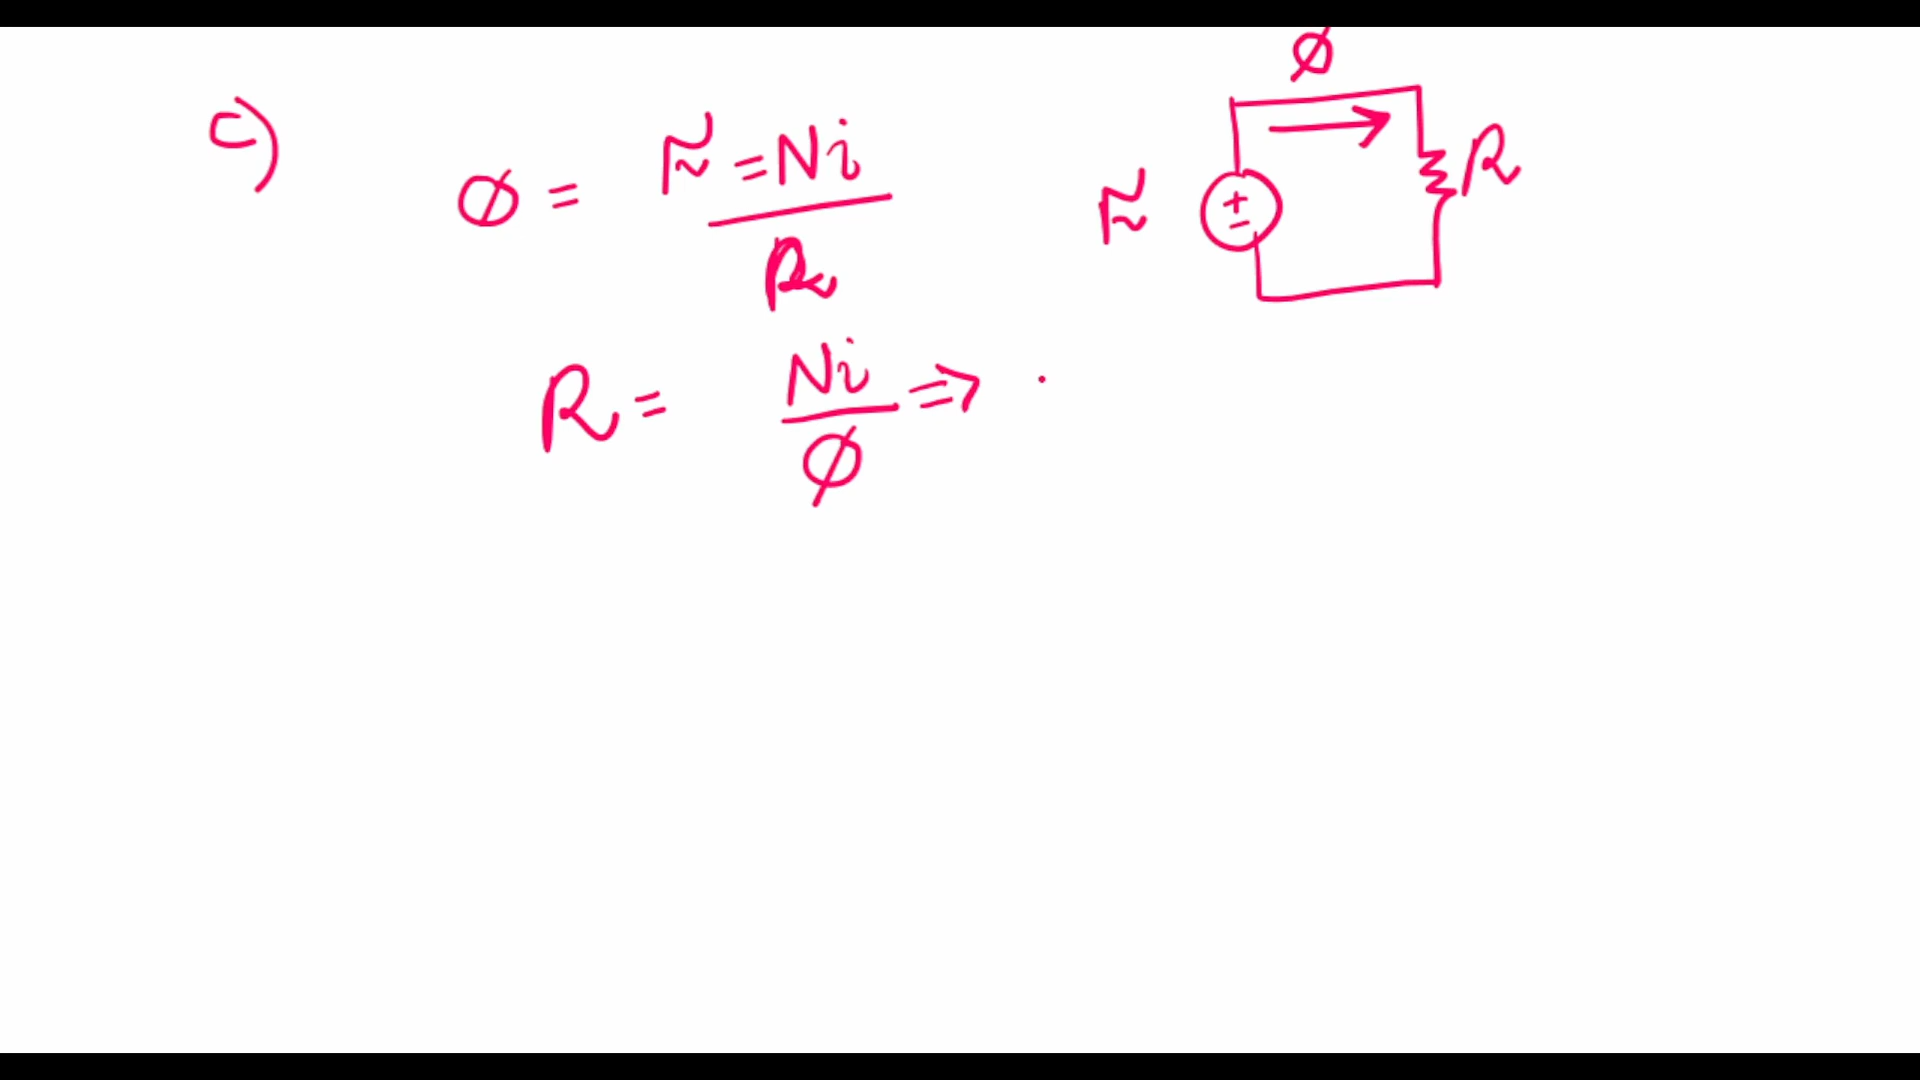 c)
ø = F = Ni / R
R = Ni / ø ⇒ .
ø
F + − R